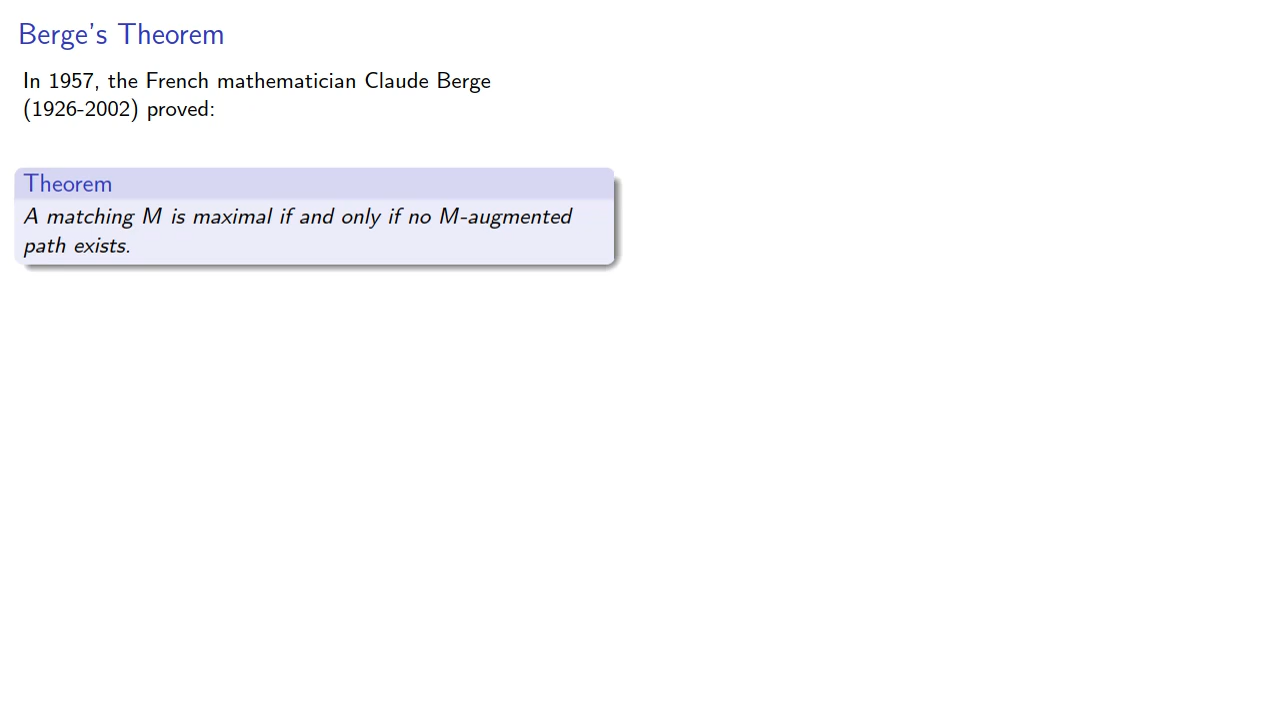 Berge's Theorem
In 1957, the French mathematician Claude Berge
(1926-2002) proved:
Theorem
A matching M is maximal if and only if no M-augmented
path exists.